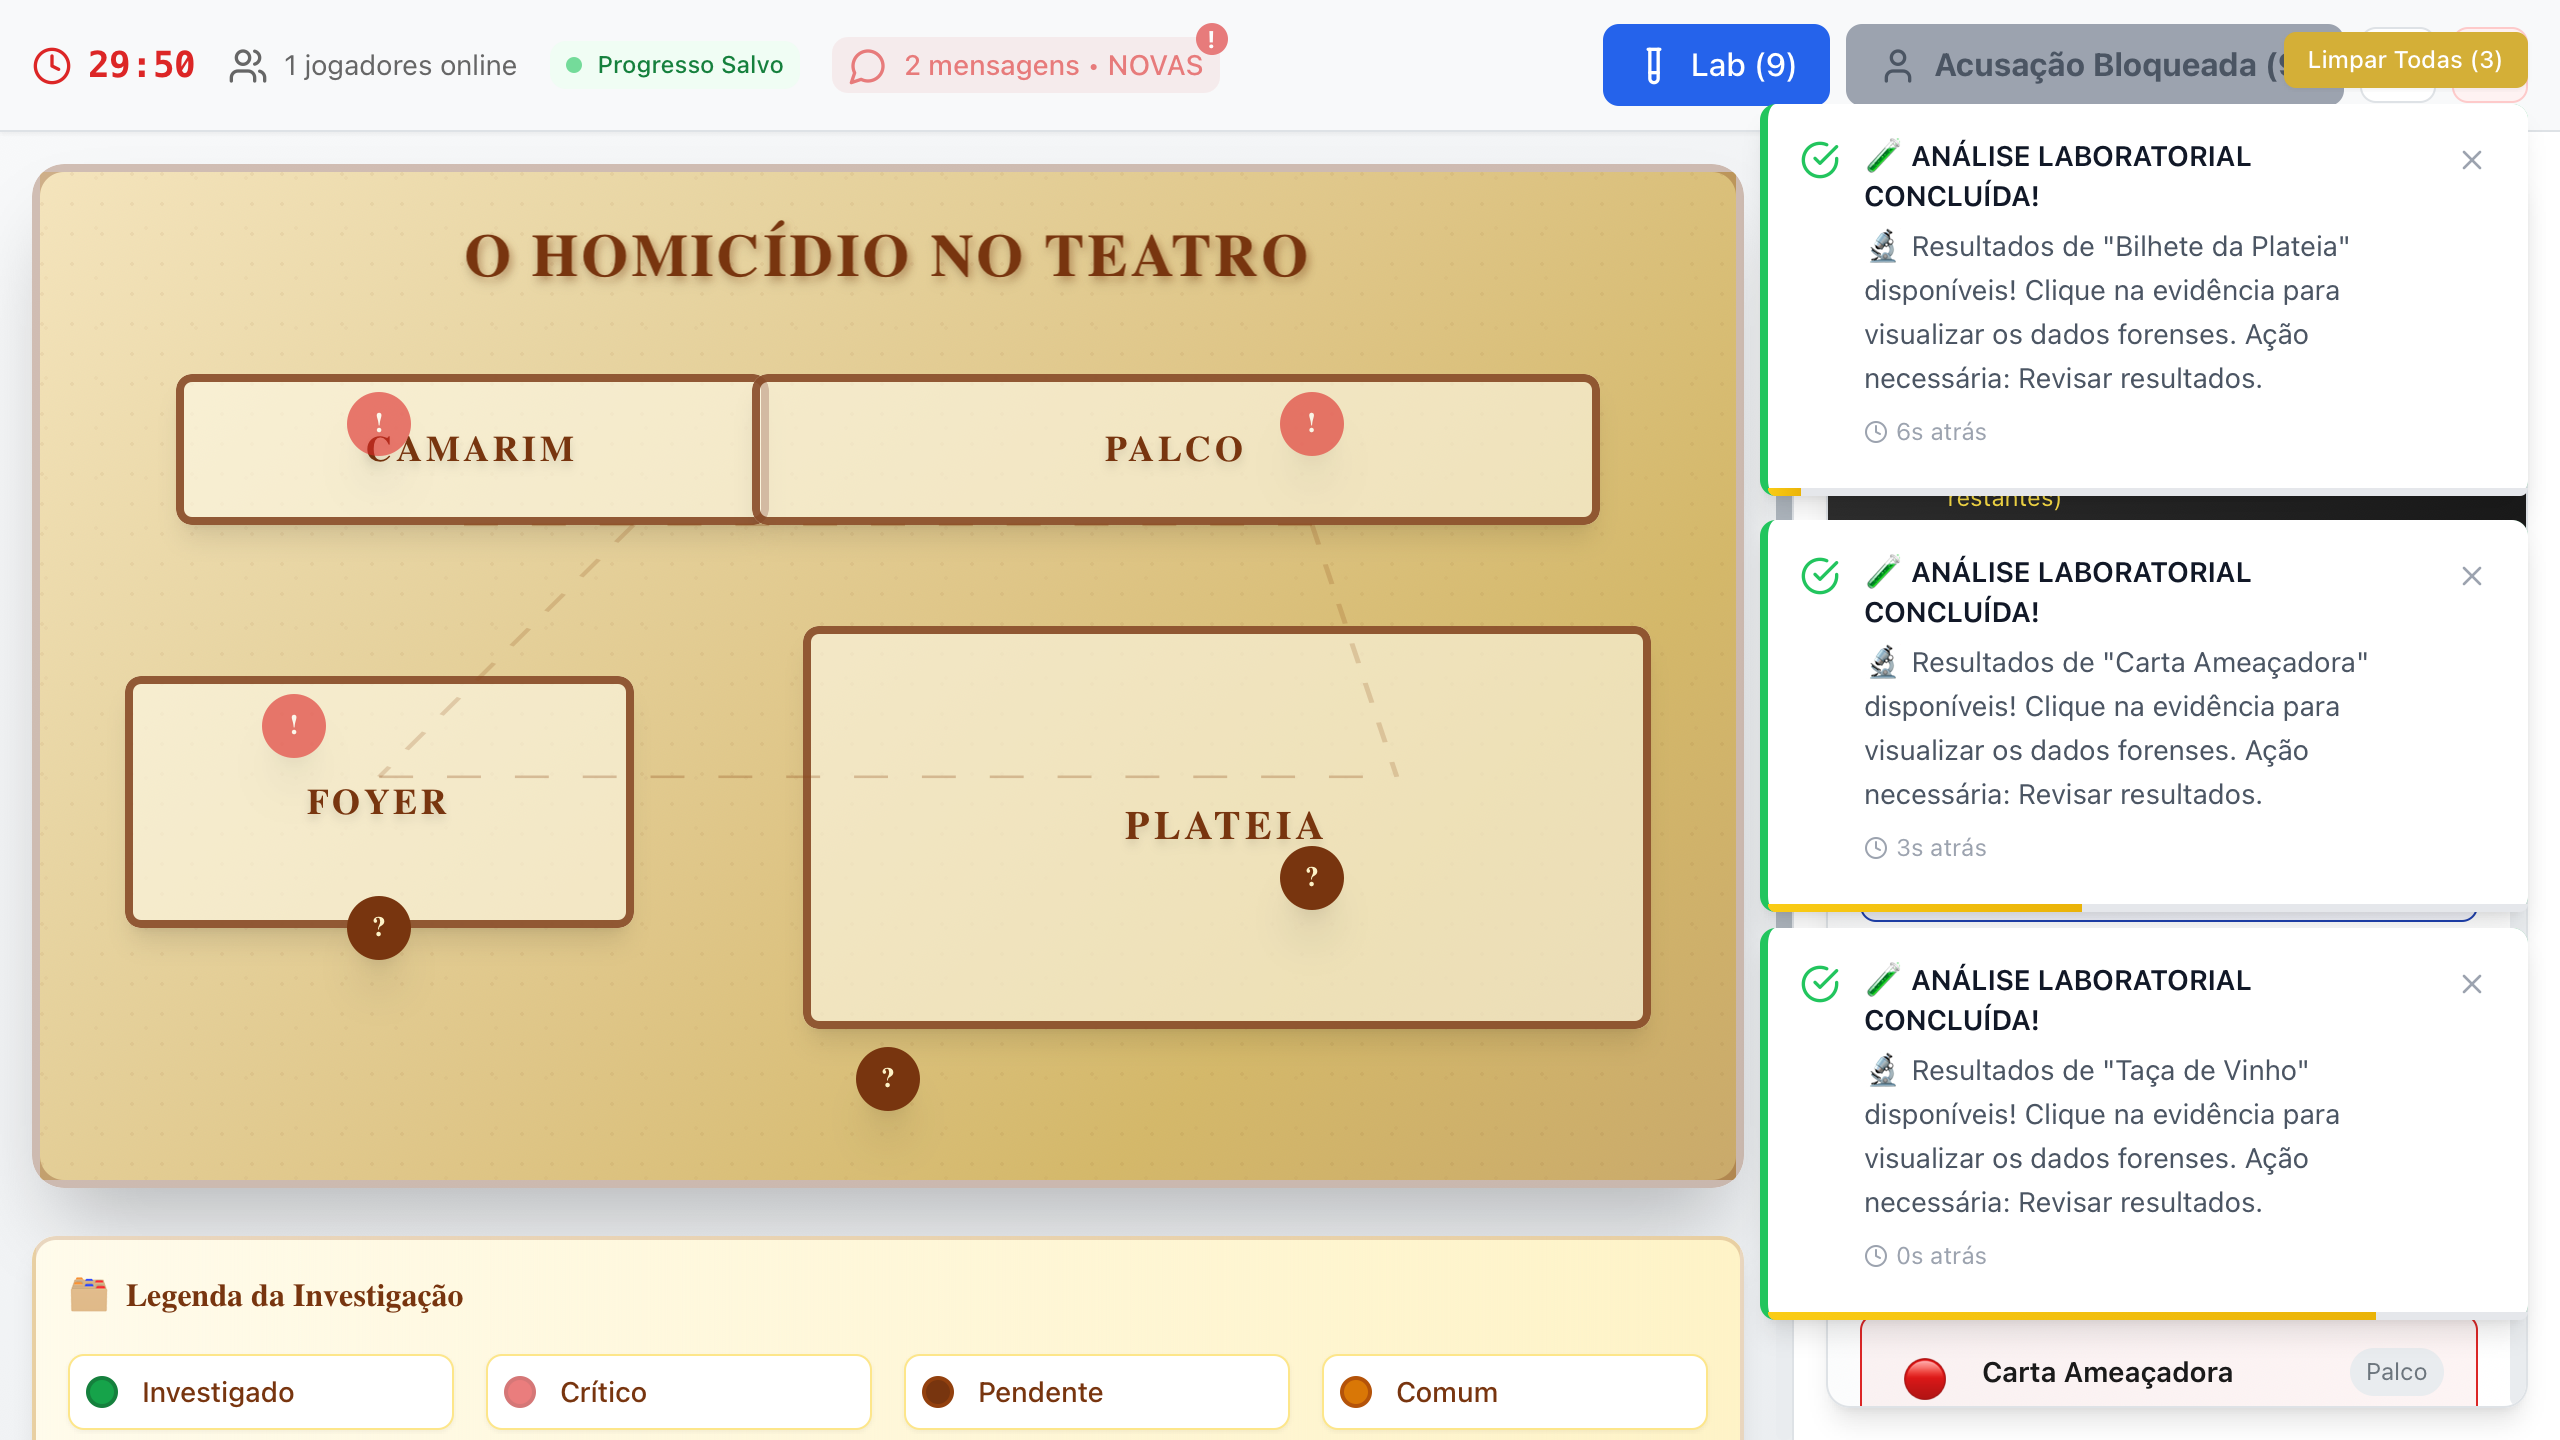 29:50
1 jogadores online
Progresso Salvo
2 mensagens • NOVAS
!
Lab (9)
Acusação Bloqueada (
Limpar Todas (3)
O HOMICÍDIO NO TEATRO
!
CAMARIM
PALCO
!
!
FOYER
?
PLATEIA
?
?
🧪 ANÁLISE LABORATORIAL
CONCLUÍDA!
🔬 Resultados de "Bilhete da Plateia"
disponíveis! Clique na evidência para
visualizar os dados forenses. Ação
necessária: Revisar resultados.
6s atrás
restantes)
🧪 ANÁLISE LABORATORIAL
CONCLUÍDA!
🔬 Resultados de "Carta Ameaçadora"
disponíveis! Clique na evidência para
visualizar os dados forenses. Ação
necessária: Revisar resultados.
3s atrás
🧪 ANÁLISE LABORATORIAL
CONCLUÍDA!
🔬 Resultados de "Taça de Vinho"
disponíveis! Clique na evidência para
visualizar os dados forenses. Ação
necessária: Revisar resultados.
0s atrás
Carta Ameaçadora
Palco
Legenda da Investigação
Investigado
Crítico
Pendente
Comum